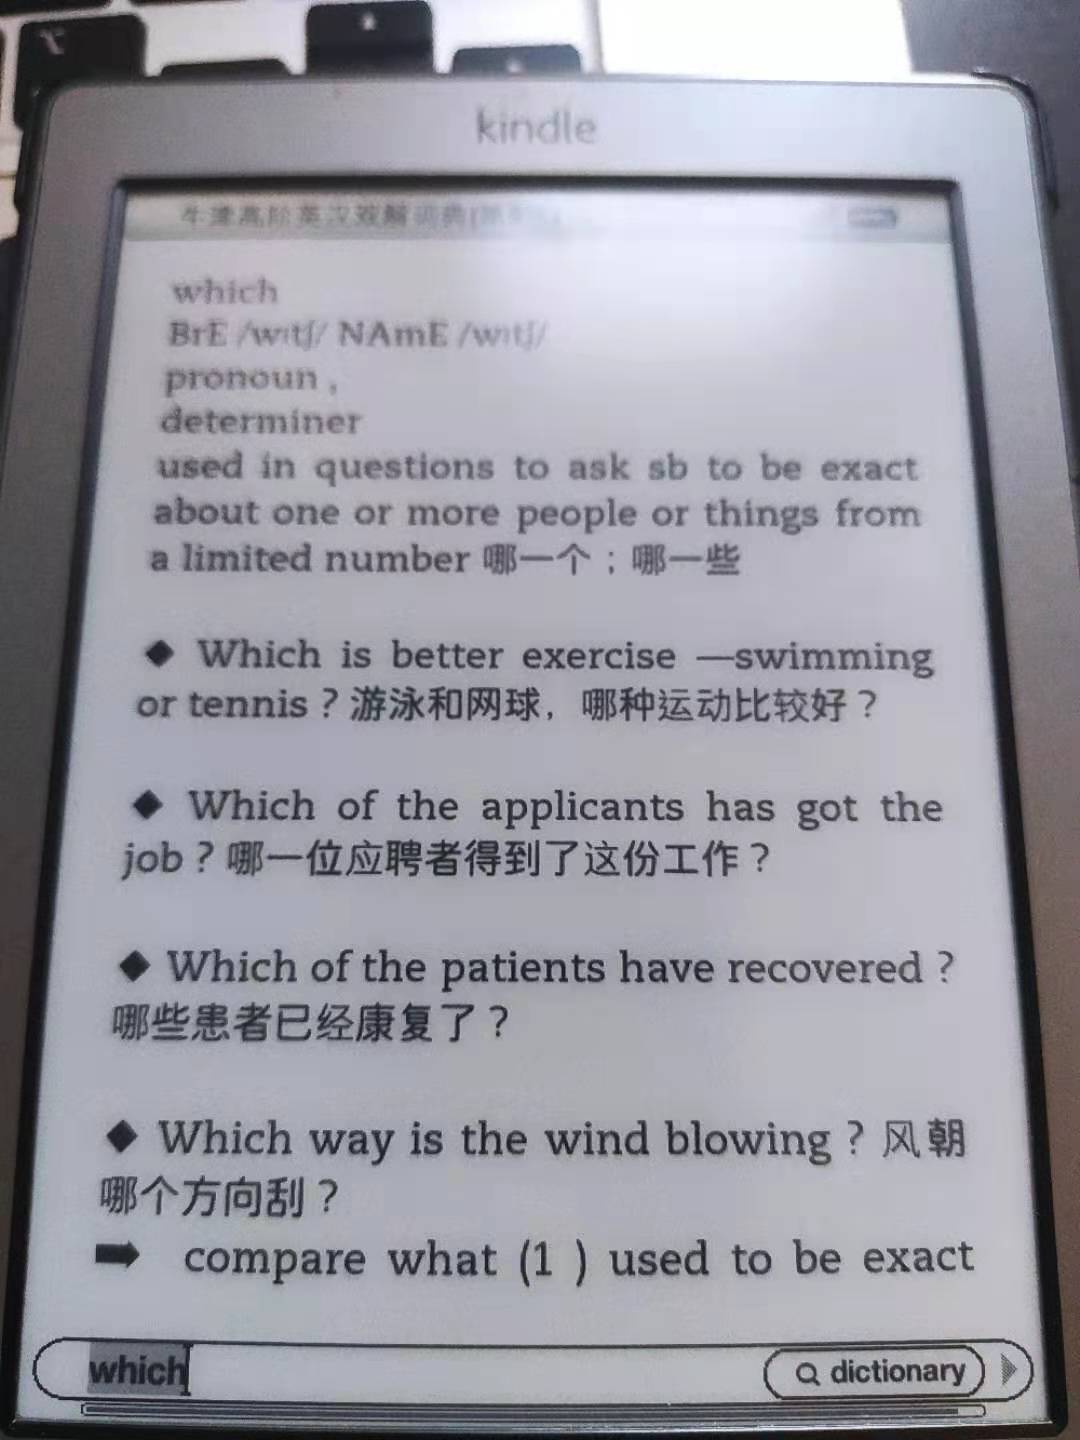 kindle
牛津高阶英汉双解词典
which
BrE /wɪtʃ/ NAmE /wɪtʃ/
pronoun ,
determiner
used in questions to ask sb to be exact
about one or more people or things from
a limited number 哪一个；哪一些
◆ Which is better exercise —swimming
or tennis？游泳和网球，哪种运动比较好？
◆ Which of the applicants has got the
job？哪一位应聘者得到了这份工作？
◆ Which of the patients have recovered？
哪些患者已经康复了？
◆ Which way is the wind blowing？风朝
哪个方向刮？
➡ compare what (1 ) used to be exact
which
dictionary